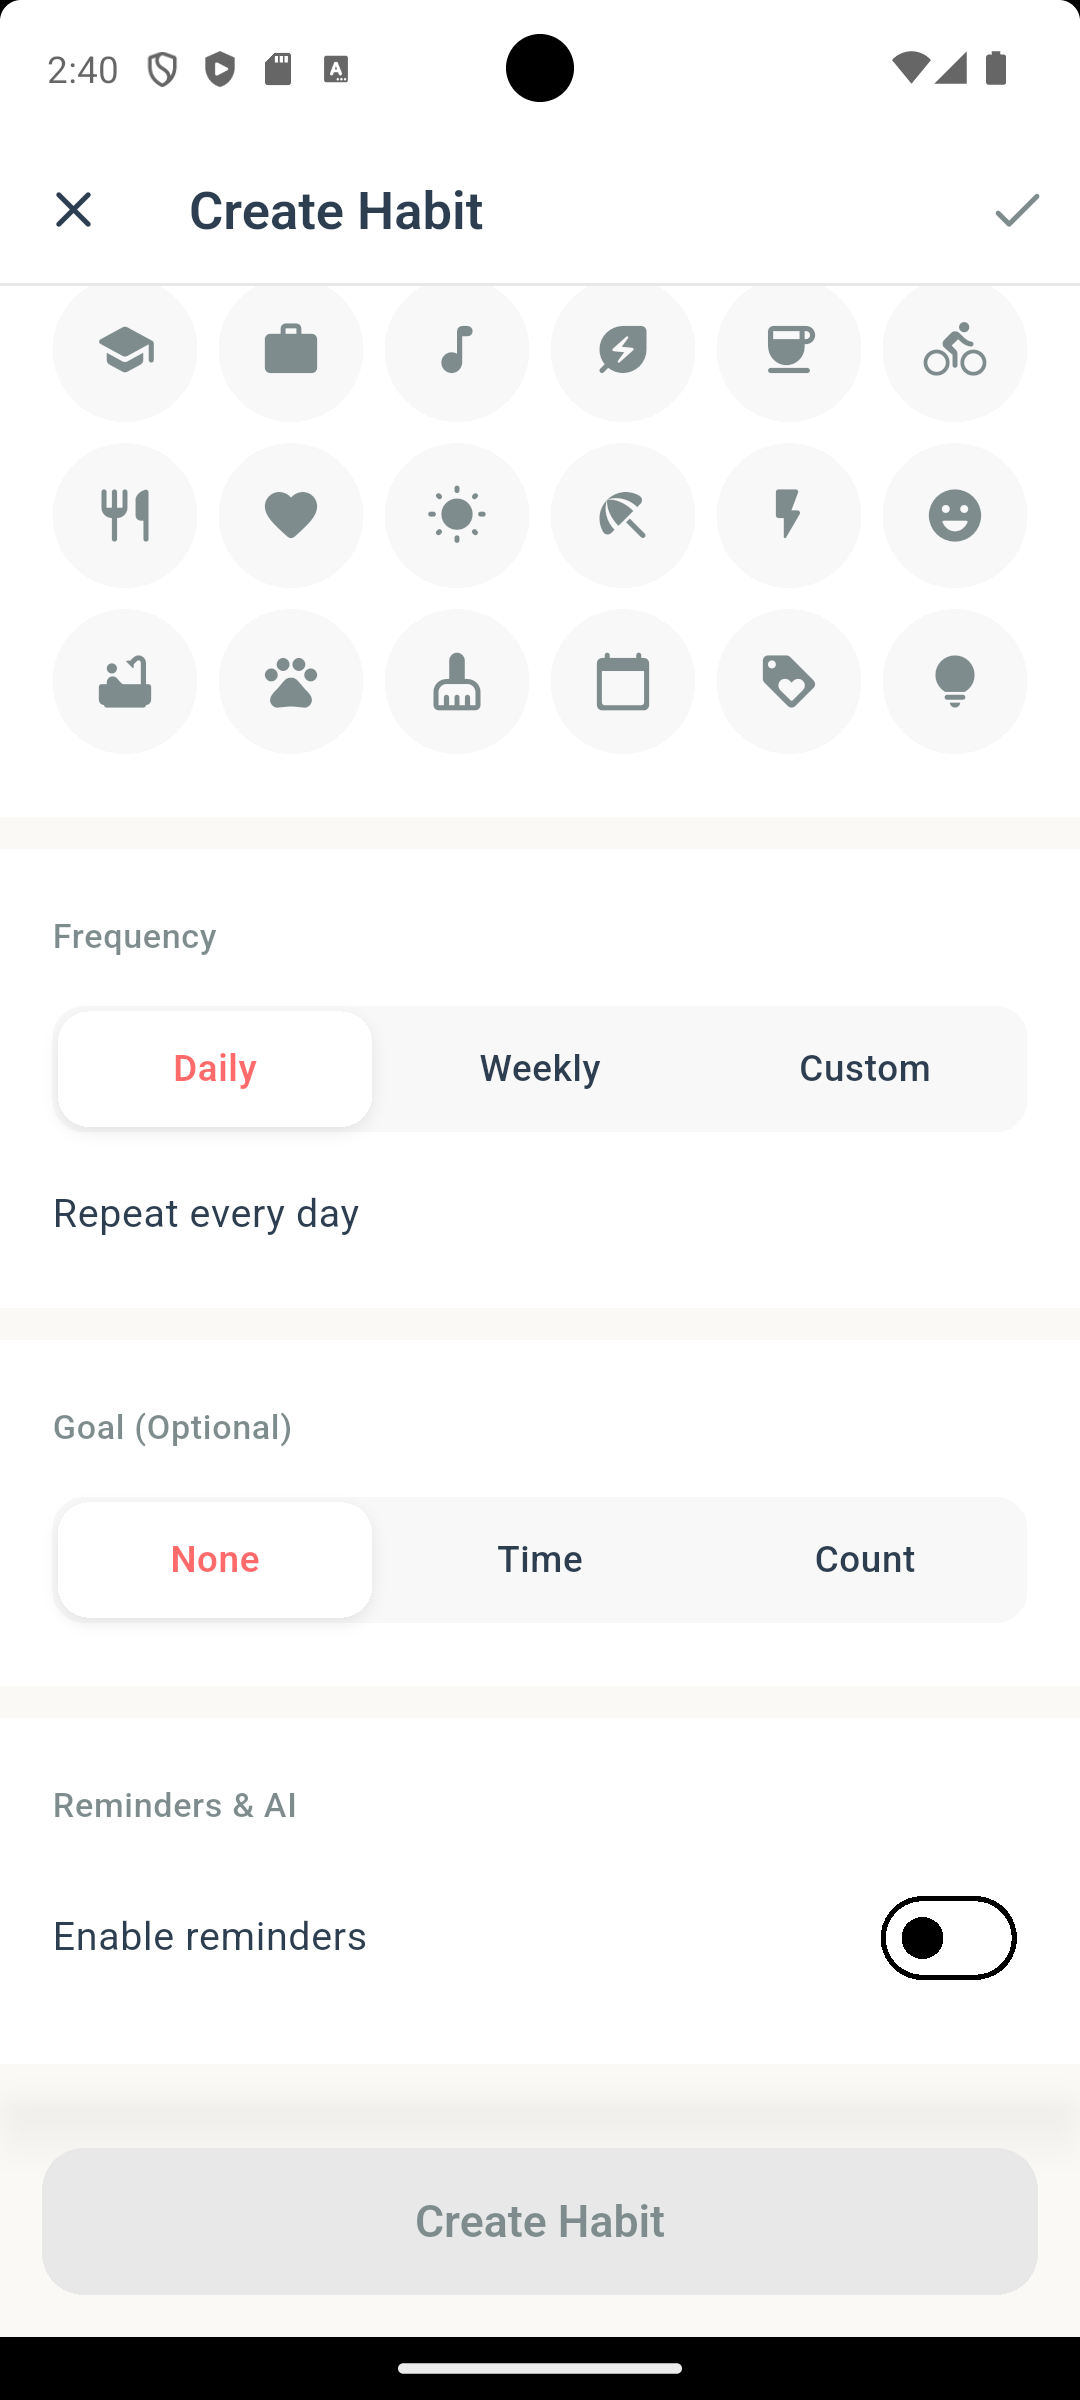 2:40
Create Habit
Frequency
Daily Weekly Custom
Repeat every day
Goal (Optional)
None Time Count
Reminders & AI
Enable reminders
Create Habit